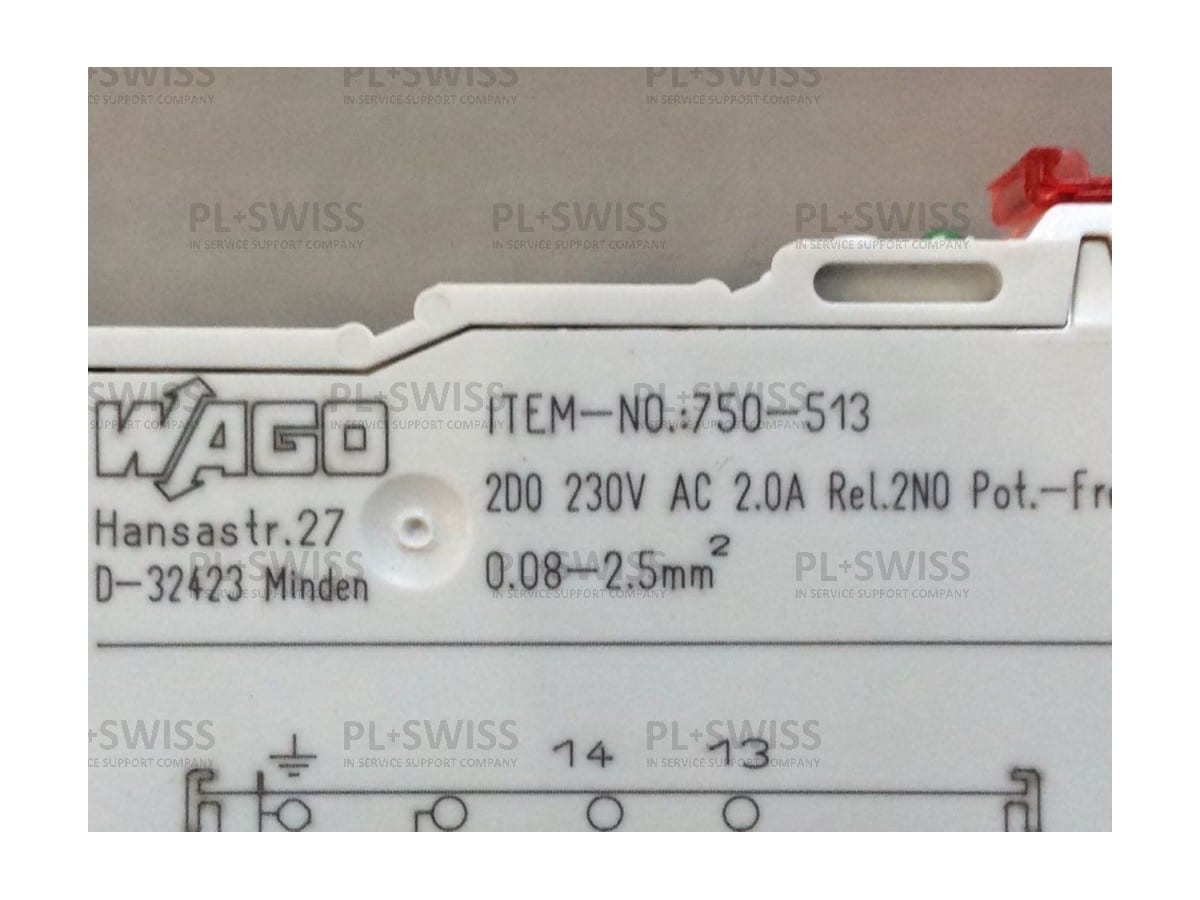 WAGO
ITEM-NO.:750-513
2DO 230V AC 2.0A Rel.2NO Pot.-Fre
Hansastr.27
0.08-2.5mm²
D-32423 Minden
14 13
PL+SWISS
IN SERVICE SUPPORT COMPANY